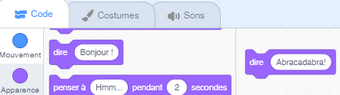 Code Costumes Sons
dire Bonjour !
dire Abracadabra!
Mouvement
penser à Hmm... pendant 2 secondes
Apparence